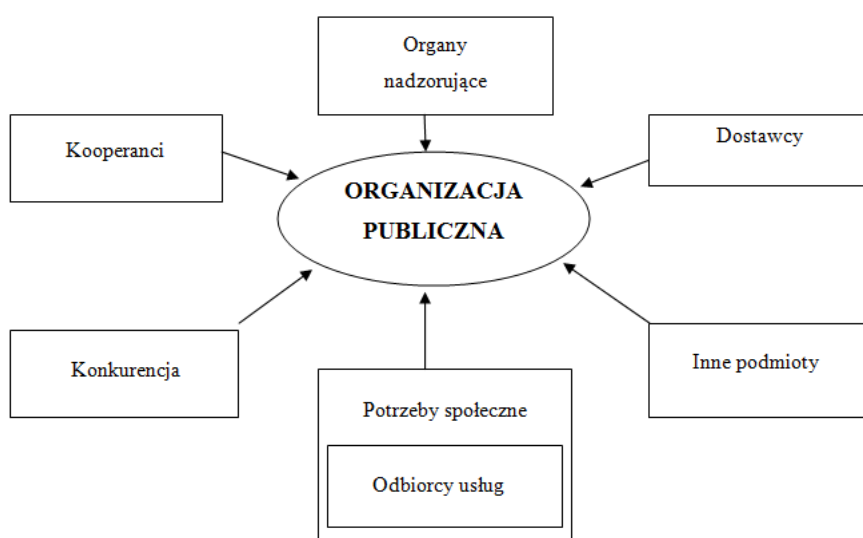 Organy
nadzorujące
Kooperanci
Dostawcy
ORGANIZACJA
PUBLICZNA
Konkurencja
Inne podmioty
Potrzeby społeczne
Odbiorcy usług